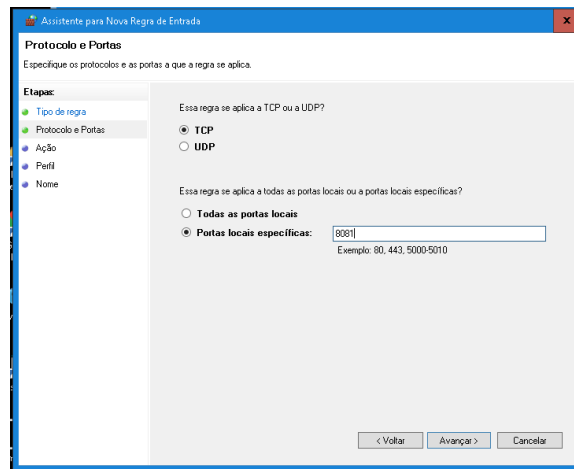 Assistente para Nova Regra de Entrada
x
Protocolo e Portas
Especifique os protocolos e as portas a que a regra se aplica.
Etapas:
Tipo de regra
Protocolo e Portas
Ação
Perfil
Nome
Essa regra se aplica a TCP ou a UDP?
TCP
UDP
Essa regra se aplica a todas as portas locais ou a portas locais específicas?
Todas as portas locais
Portas locais específicas: 8081
Exemplo: 80, 443, 5000-5010
< Voltar Avançar > Cancelar